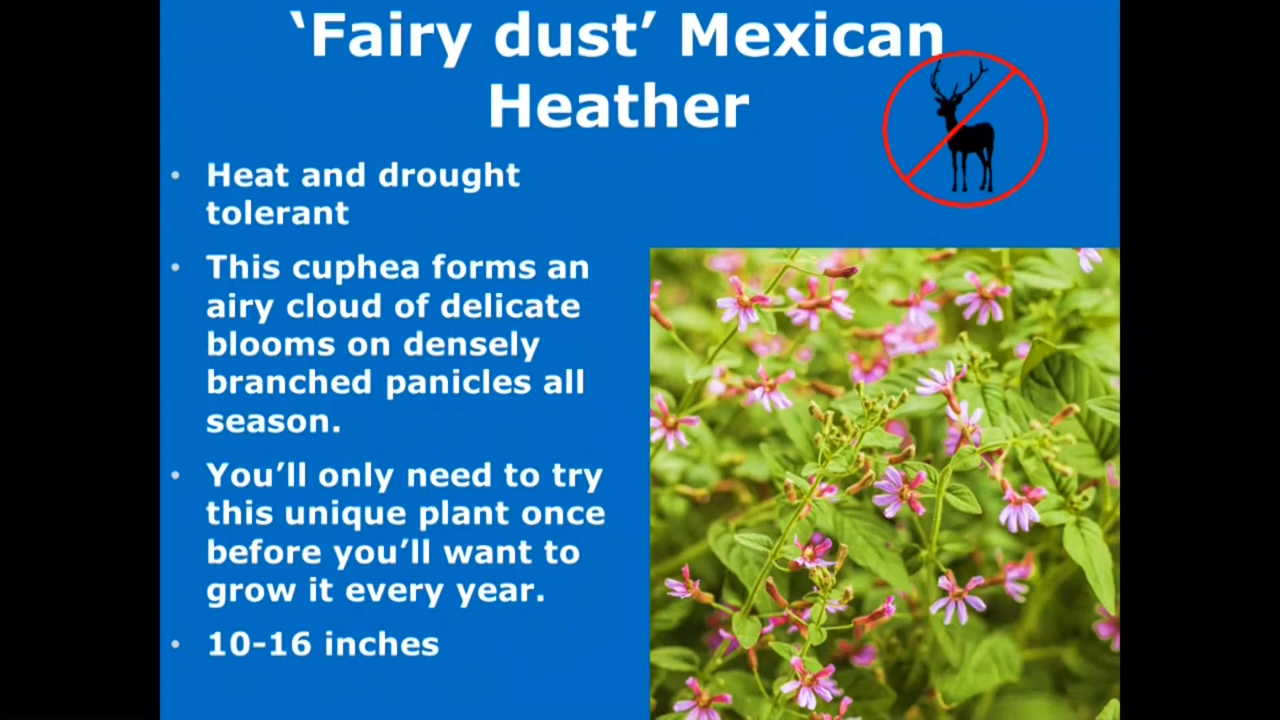 ‘Fairy dust’ Mexican
Heather
• Heat and drought
tolerant
• This cuphea forms an
airy cloud of delicate
blooms on densely
branched panicles all
season.
• You’ll only need to try
this unique plant once
before you’ll want to
grow it every year.
• 10-16 inches